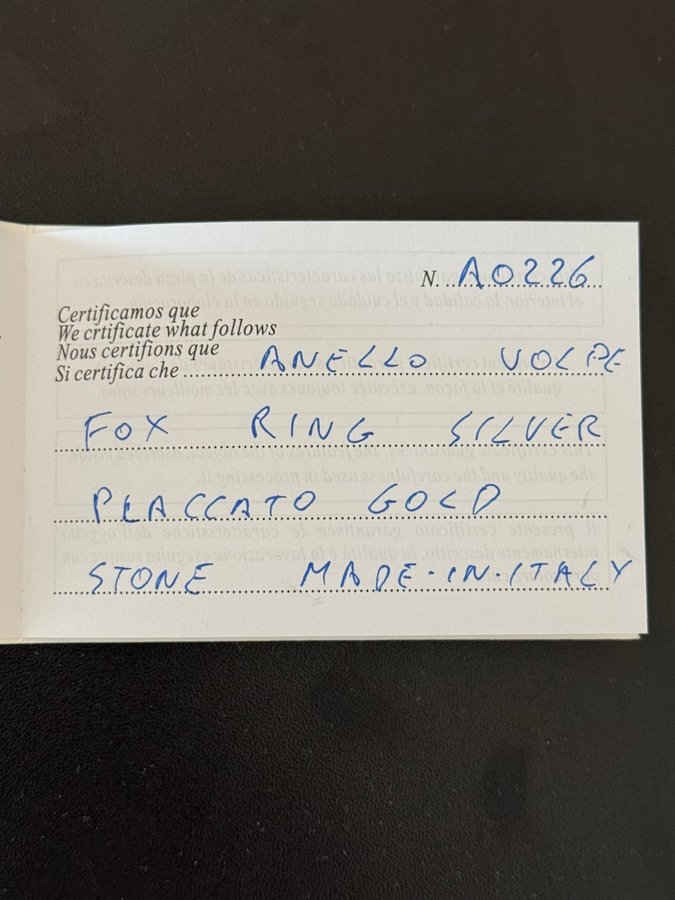 N. A0226
Certificamos que
We crtificate what follows
Nous certifions que
Si certifica che ANELLO VOLPE
FOX RING SILVER
PLACCATO GOLD
STONE MADE-IN-ITALY